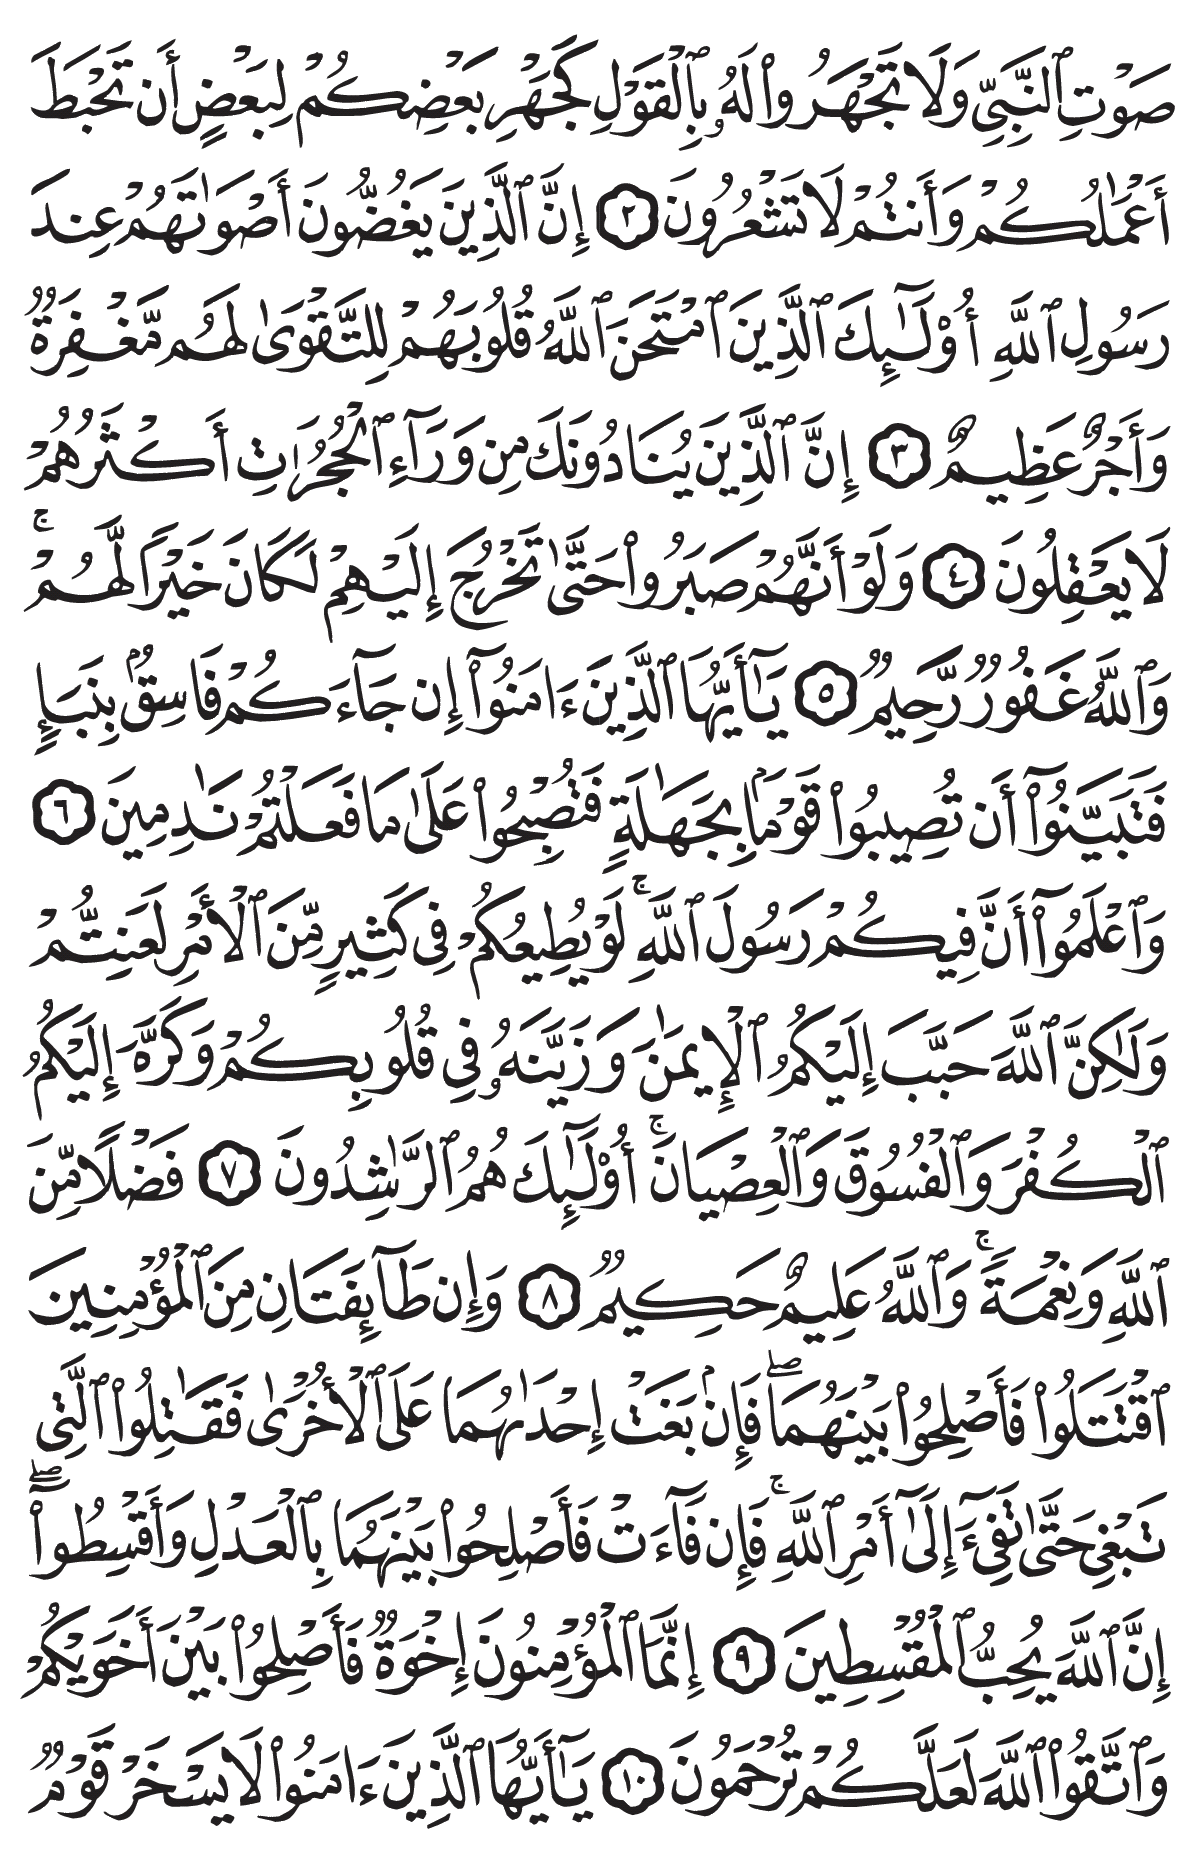 صَوْتِ ٱلنَّبِيِّ وَلَا تَجْهَرُوا۟ لَهُۥ بِٱلْقَوْلِ كَجَهْرِ بَعْضِكُمْ لِبَعْضٍ أَن تَحْبَطَ
أَعْمَٰلُكُمْ وَأَنتُمْ لَا تَشْعُرُونَ ٢ إِنَّ ٱلَّذِينَ يَغُضُّونَ أَصْوَٰتَهُمْ عِندَ
رَسُولِ ٱللَّهِ أُو۟لَـٰٓئِكَ ٱلَّذِينَ ٱمْتَحَنَ ٱللَّهُ قُلُوبَهُمْ لِلتَّقْوَىٰ لَهُم مَّغْفِرَةٌ
وَأَجْرٌ عَظِيمٌ ٣ إِنَّ ٱلَّذِينَ يُنَادُونَكَ مِن وَرَآءِ ٱلْحُجُرَٰتِ أَكْثَرُهُمْ
لَا يَعْقِلُونَ ٤ وَلَوْ أَنَّهُمْ صَبَرُوا۟ حَتَّىٰ تَخْرُجَ إِلَيْهِمْ لَكَانَ خَيْرًا لَّهُمْ ۚ
وَٱللَّهُ غَفُورٌ رَّحِيمٌ ٥ يَـٰٓأَيُّهَا ٱلَّذِينَ ءَامَنُوٓا۟ إِن جَآءَكُمْ فَاسِقٌۢ بِنَبَإٍ
فَتَبَيَّنُوٓا۟ أَن تُصِيبُوا۟ قَوْمًۢا بِجَهَـٰلَةٍ فَتُصْبِحُوا۟ عَلَىٰ مَا فَعَلْتُمْ نَـٰدِمِينَ ٦
وَٱعْلَمُوٓا۟ أَنَّ فِيكُمْ رَسُولَ ٱللَّهِ ۚ لَوْ يُطِيعُكُمْ فِى كَثِيرٍ مِّنَ ٱلْأَمْرِ لَعَنِتُّمْ
وَلَـٰكِنَّ ٱللَّهَ حَبَّبَ إِلَيْكُمُ ٱلْإِيمَـٰنَ وَزَيَّنَهُۥ فِى قُلُوبِكُمْ وَكَرَّهَ إِلَيْكُمُ
ٱلْكُفْرَ وَٱلْفُسُوقَ وَٱلْعِصْيَانَ ۚ أُو۟لَـٰٓئِكَ هُمُ ٱلرَّٰشِدُونَ ٧ فَضْلًا مِّنَ
ٱللَّهِ وَنِعْمَةً ۚ وَٱللَّهُ عَلِيمٌ حَكِيمٌ ٨ وَإِن طَآئِفَتَانِ مِنَ ٱلْمُؤْمِنِينَ
ٱقْتَتَلُوا۟ فَأَصْلِحُوا۟ بَيْنَهُمَا ۖ فَإِنۢ بَغَتْ إِحْدَىٰهُمَا عَلَى ٱلْأُخْرَىٰ فَقَـٰتِلُوا۟ ٱلَّتِى
تَبْغِى حَتَّىٰ تَفِىٓءَ إِلَىٰٓ أَمْرِ ٱللَّهِ ۚ فَإِن فَآءَتْ فَأَصْلِحُوا۟ بَيْنَهُمَا بِٱلْعَدْلِ وَأَقْسِطُوٓا۟ ۖ
إِنَّ ٱللَّهَ يُحِبُّ ٱلْمُقْسِطِينَ ٩ إِنَّمَا ٱلْمُؤْمِنُونَ إِخْوَةٌ فَأَصْلِحُوا۟ بَيْنَ أَخَوَيْكُمْ
وَٱتَّقُوا۟ ٱللَّهَ لَعَلَّكُمْ تُرْحَمُونَ ١٠ يَـٰٓأَيُّهَا ٱلَّذِينَ ءَامَنُوا۟ لَا يَسْخَرْ قَوْمٌ